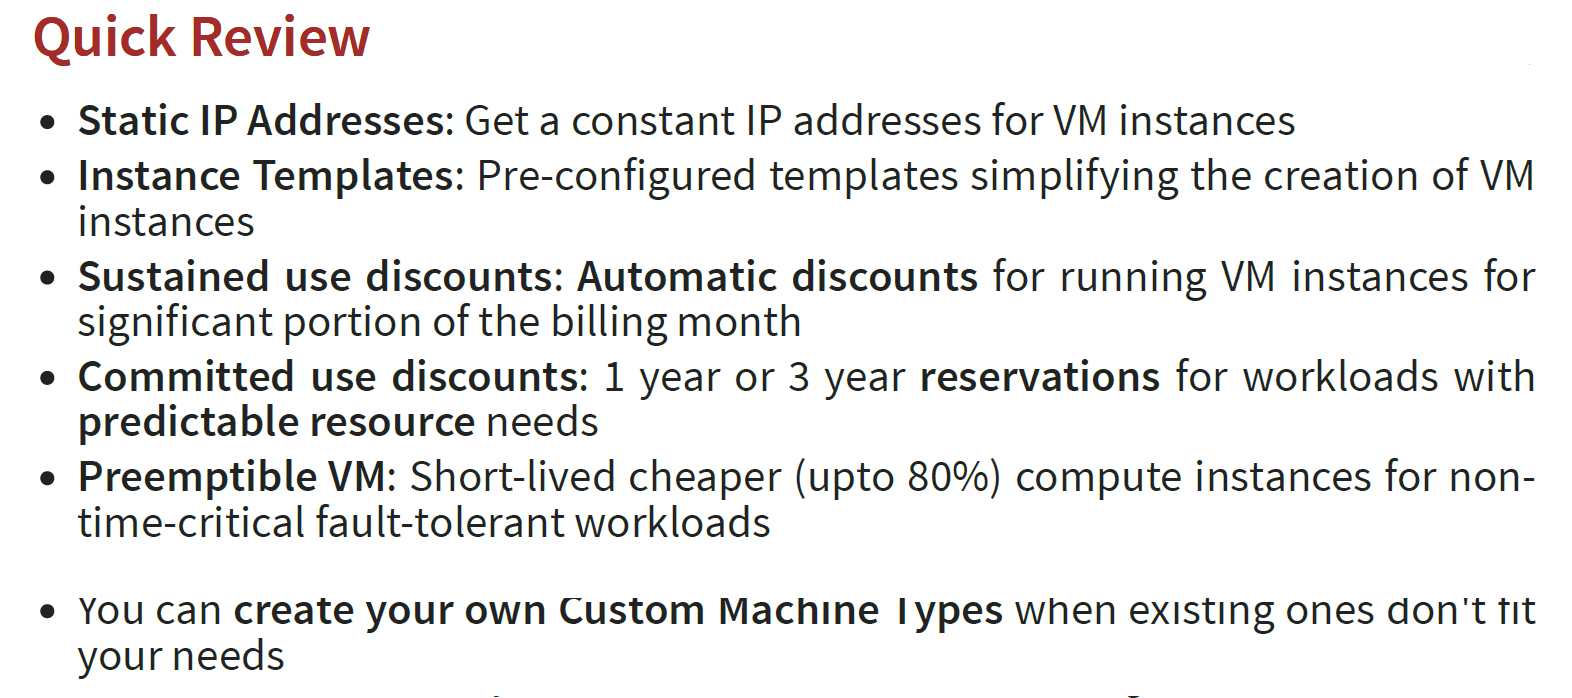 Quick Review
• Static IP Addresses: Get a constant IP addresses for VM instances
• Instance Templates: Pre-configured templates simplifying the creation of VM
instances
• Sustained use discounts: Automatic discounts for running VM instances for
significant portion of the billing month
• Committed use discounts: 1 year or 3 year reservations for workloads with
predictable resource needs
• Preemptible VM: Short-lived cheaper (upto 80%) compute instances for non-
time-critical fault-tolerant workloads
• You can create your own Custom Machine Types when existing ones don't fit
your needs